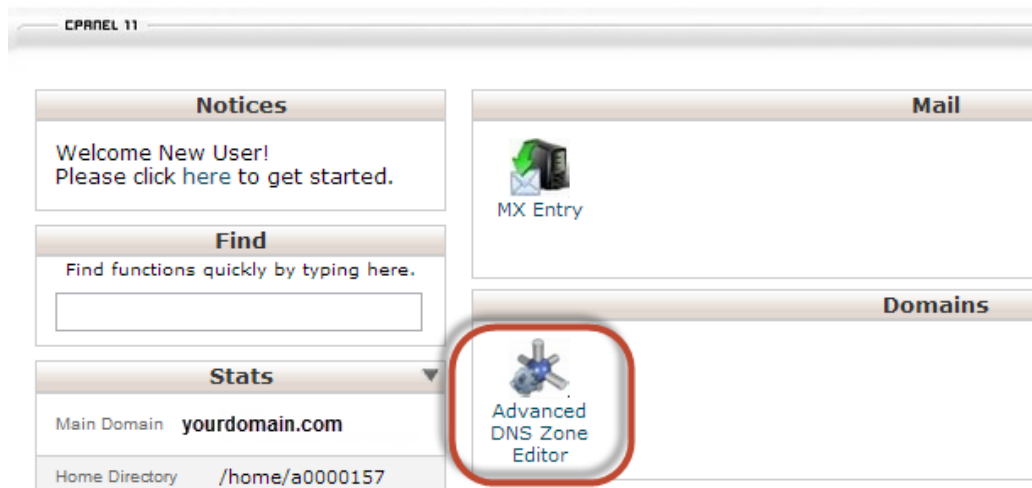 CPANEL 11
Notices
Welcome New User!
Please click here to get started.
Find
Find functions quickly by typing here.
Stats
Main Domain yourdomain.com
Home Directory /home/a0000157
Mail
MX Entry
Domains
Advanced
DNS Zone
Editor